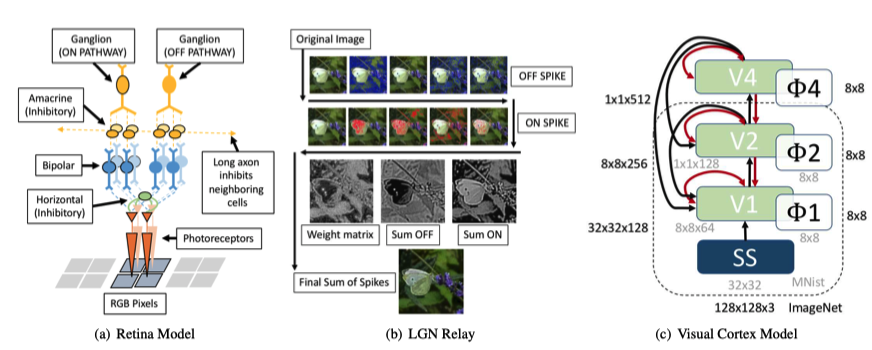 Ganglion
(ON PATHWAY)
Ganglion
(OFF PATHWAY)
Amacrine
(Inhibitory)
Bipolar
Long axon
inhibits
neighboring
cells
Horizontal
(Inhibitory)
Photoreceptors
RGB Pixels
(a) Retina Model
Original Image
OFF SPIKE
ON SPIKE
Weight matrix
Sum OFF
Sum ON
Final Sum of Spikes
(b) LGN Relay
V4
Φ4
8x8
1x1x512
V2
Φ2
8x8
8x8x256
1x1x128
8x8
V1
Φ1
8x8
32x32x128
8x8x64
8x8
SS
32x32
MNist
128x128x3
ImageNet
(c) Visual Cortex Model